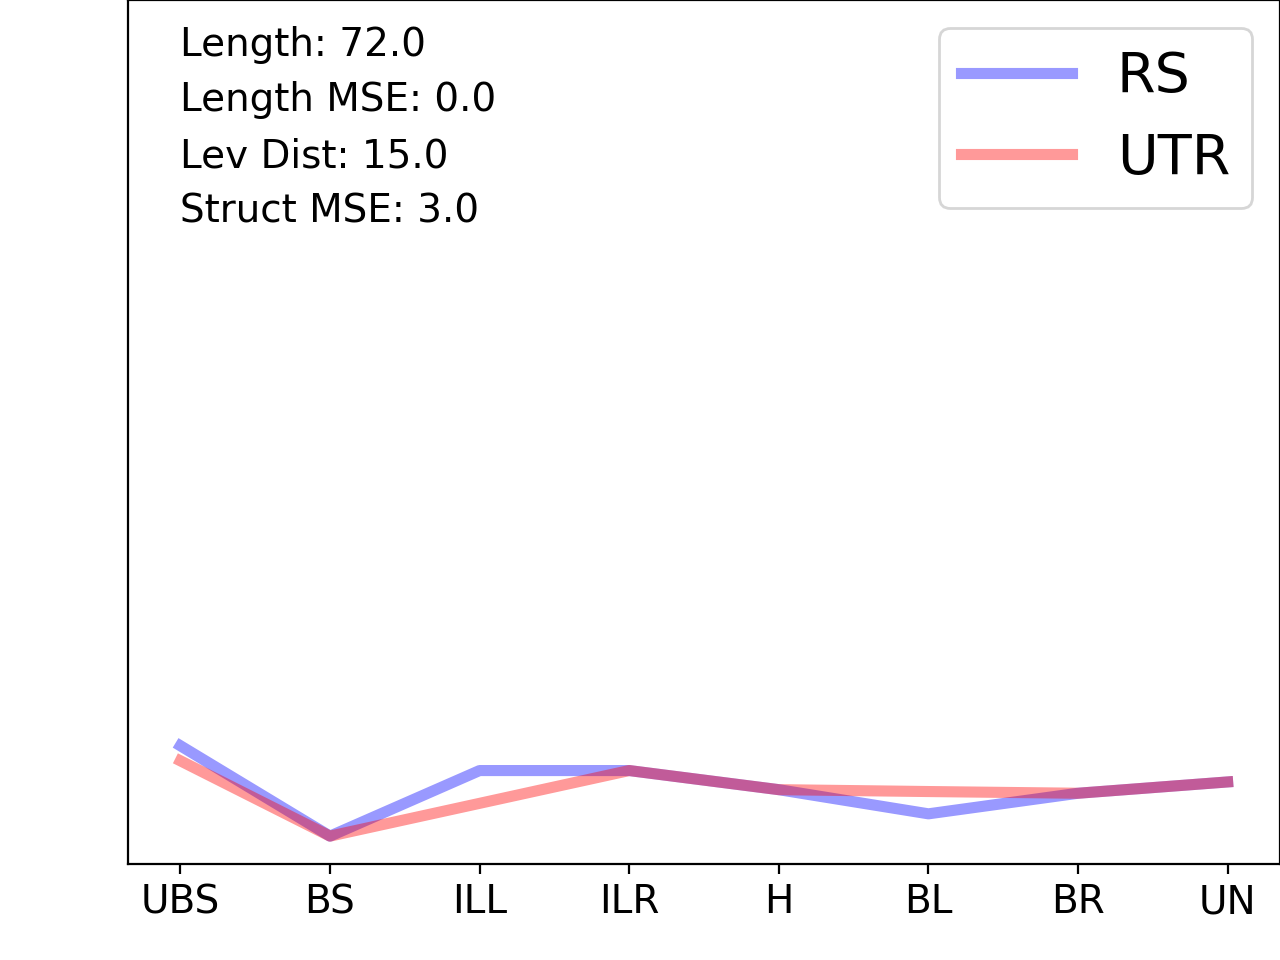 Length: 72.0
Length MSE: 0.0
Lev Dist: 15.0
Struct MSE: 3.0
RS
UTR
UBS BS ILL ILR H BL BR UN